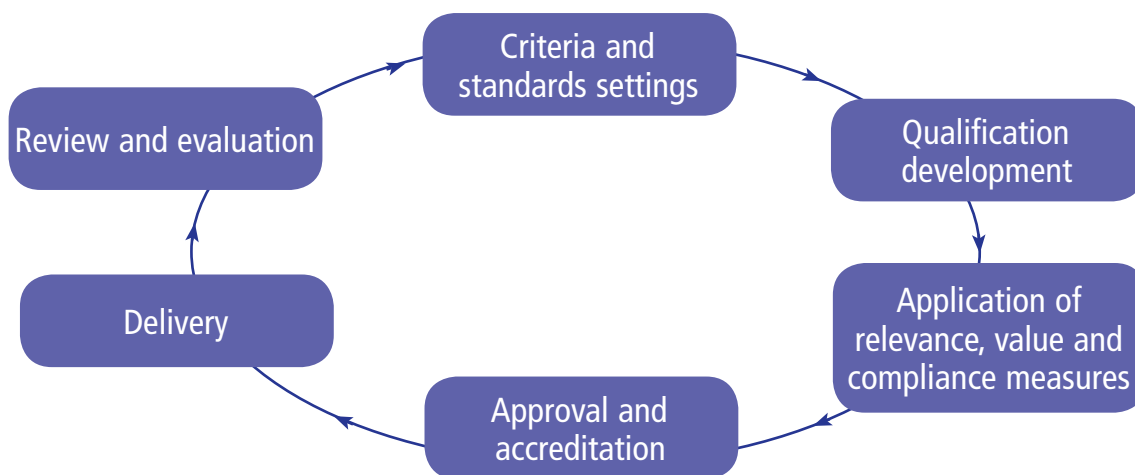 Criteria and
standards settings
Qualification
development
Application of
relevance, value and
compliance measures
Approval and
accreditation
Delivery
Review and evaluation